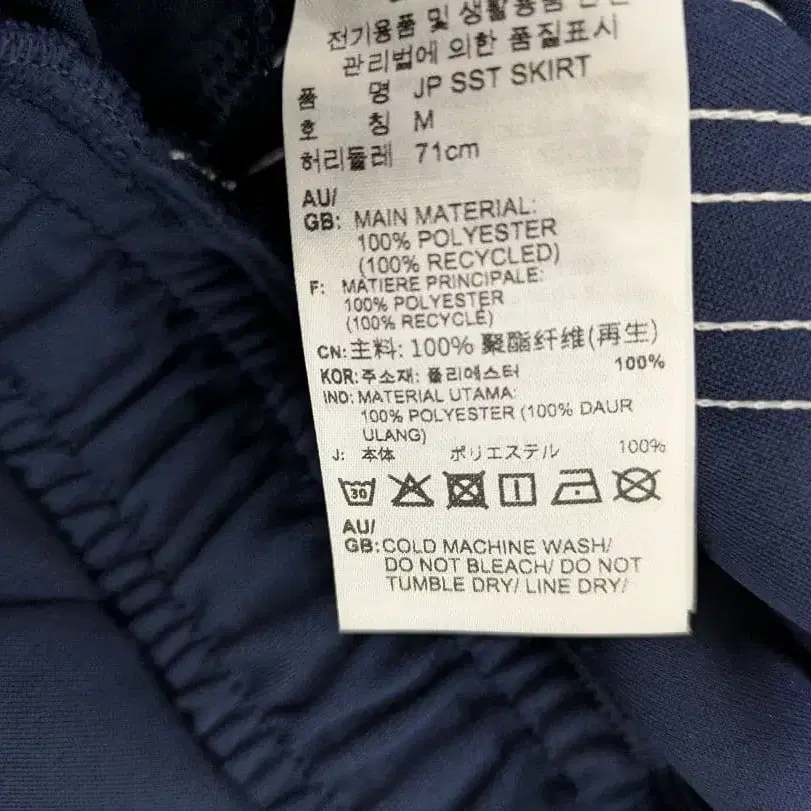 전기용품 및 생활용품 안전
관리법에 의한 품질표시
품 명 JP SST SKIRT
호 칭 M
허리둘레 71cm
AU/
GB: MAIN MATERIAL:
100% POLYESTER
(100% RECYCLED)
F: MATIERE PRINCIPALE:
100% POLYESTER
(100% RECYCLÉ)
CN: 主料: 100% 聚酯纤维(再生)
KOR: 주소재: 폴리에스터 100%
IND: MATERIAL UTAMA:
100% POLYESTER (100% DAUR
ULANG)
J: 本体 ポリエステル 100%
30
AU/
GB: COLD MACHINE WASH/
DO NOT BLEACH/ DO NOT
TUMBLE DRY/ LINE DRY/